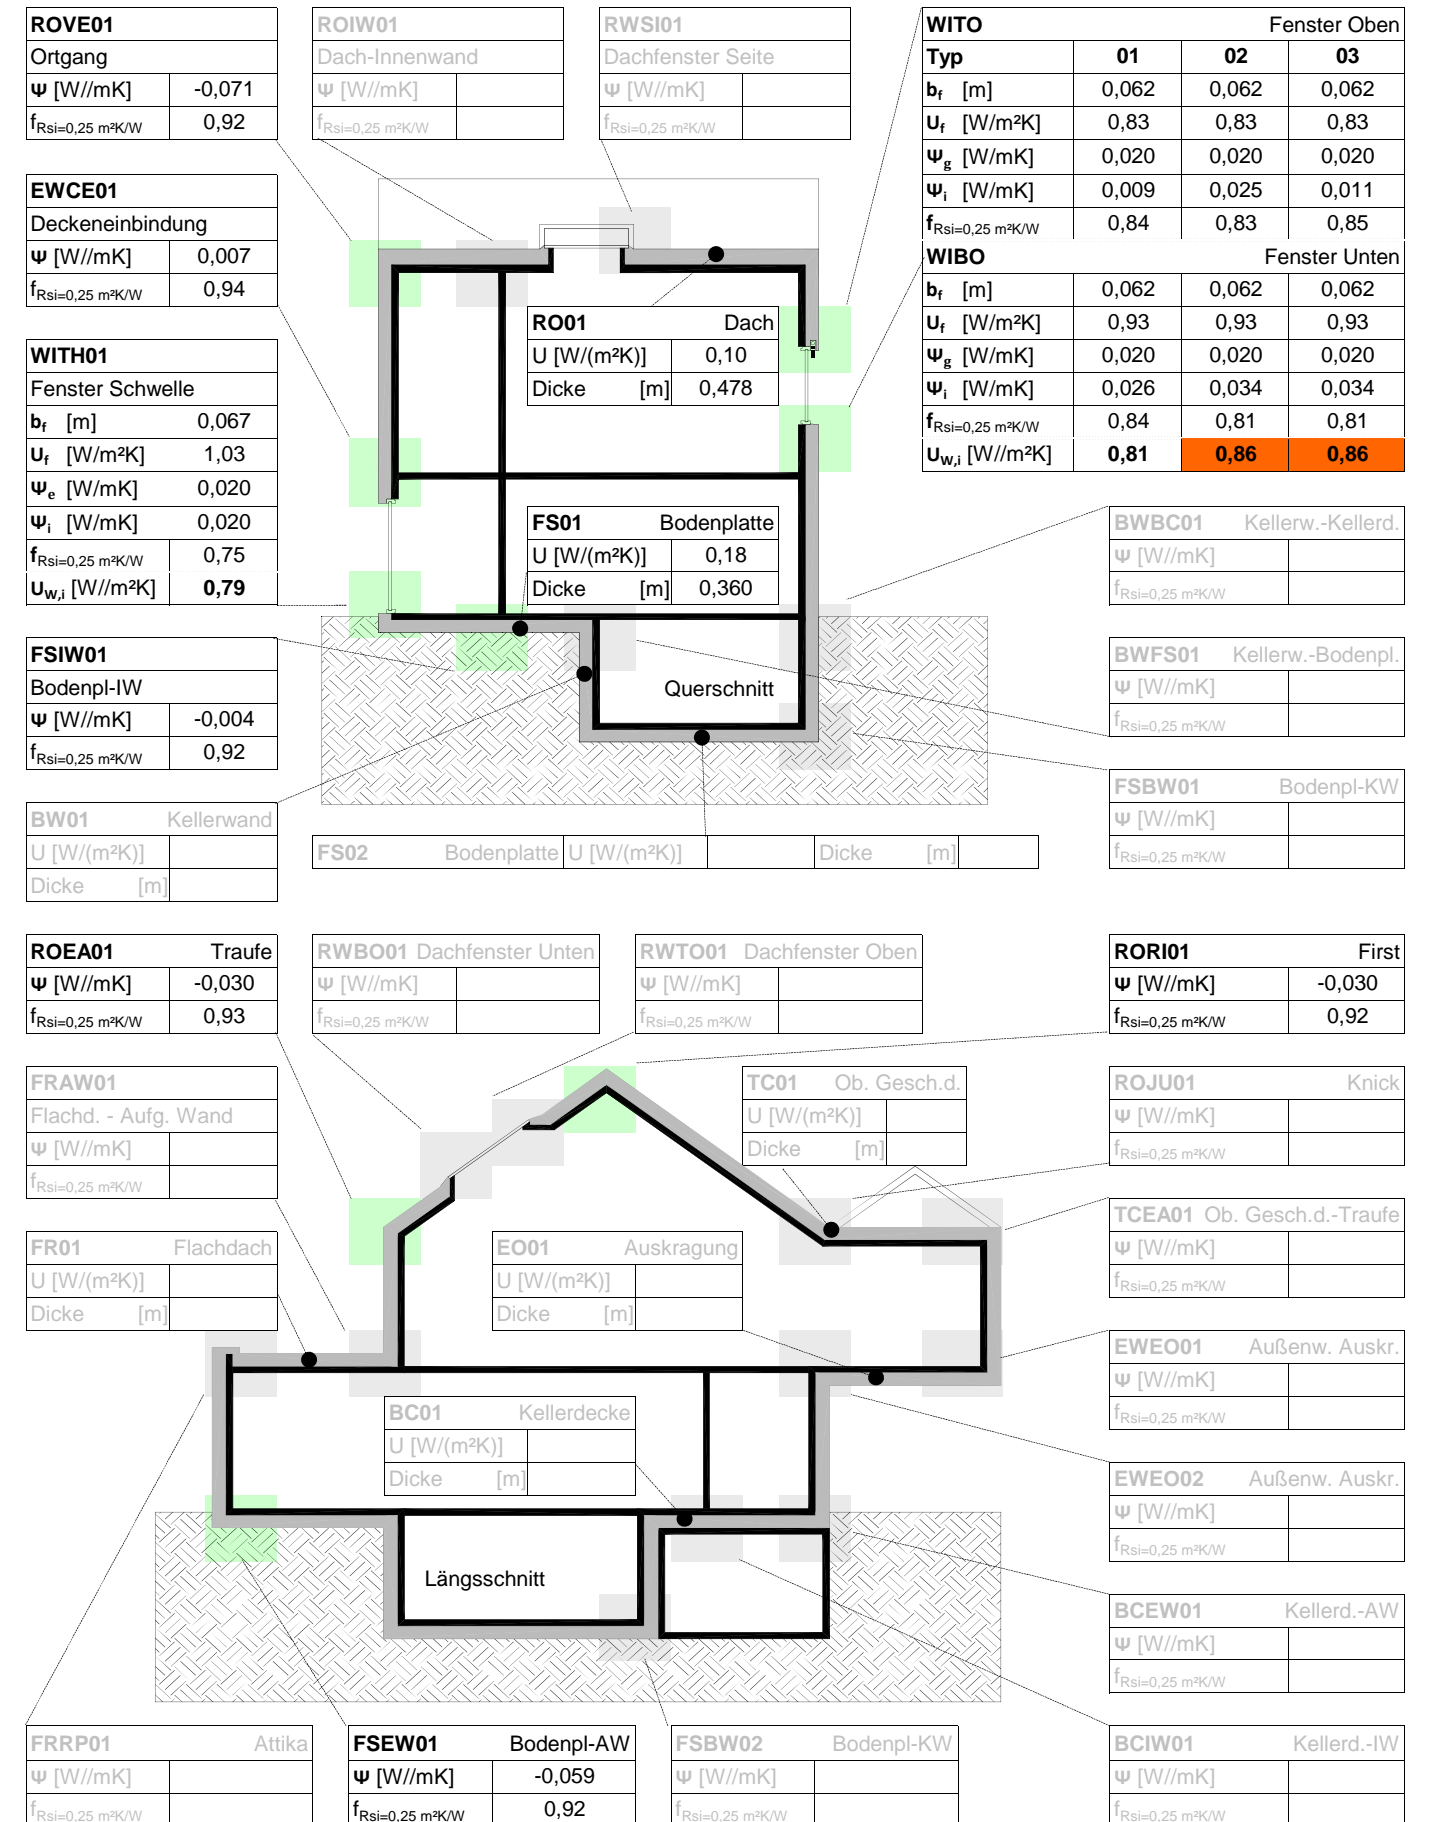 ROVE01
Ortgang
Ψ [W//mK] -0,071
fRsi=0,25 m²K/W 0,92
ROIW01
Dach-Innenwand
Ψ [W//mK]
fRsi=0,25 m²K/W
RWSI01
Dachfenster Seite
Ψ [W//mK]
fRsi=0,25 m²K/W
WITO Fenster Oben
Typ 01 02 03
bf [m] 0,062 0,062 0,062
Uf [W/m²K] 0,83 0,83 0,83
Ψg [W/mK] 0,020 0,020 0,020
Ψi [W/mK] 0,009 0,025 0,011
fRsi=0,25 m²K/W 0,84 0,83 0,85
WIBO Fenster Unten
bf [m] 0,062 0,062 0,062
Uf [W/m²K] 0,93 0,93 0,93
Ψg [W/mK] 0,020 0,020 0,020
Ψi [W/mK] 0,026 0,034 0,034
fRsi=0,25 m²K/W 0,84 0,81 0,81
UW,i [W//m²K] 0,81 0,86 0,86
EWCE01
Deckeneinbindung
Ψ [W//mK] 0,007
fRsi=0,25 m²K/W 0,94
RO01 Dach
U [W/(m²K)] 0,10
Dicke [m] 0,478
WITH01
Fenster Schwelle
bf [m] 0,067
Uf [W/m²K] 1,03
Ψe [W/mK] 0,020
Ψi [W/mK] 0,020
fRsi=0,25 m²K/W 0,75
UW,i [W//m²K] 0,79
FS01 Bodenplatte
U [W/(m²K)] 0,18
Dicke [m] 0,360
BWBC01 Kellerw.-Kellerd.
Ψ [W//mK]
fRsi=0,25 m²K/W
FSIW01
Bodenpl-IW
Ψ [W//mK] -0,004
fRsi=0,25 m²K/W 0,92
Querschnitt
BWFS01 Kellerw.-Bodenpl.
Ψ [W//mK]
fRsi=0,25 m²K/W
FSBW01 Bodenpl-KW
Ψ [W//mK]
fRsi=0,25 m²K/W
BW01 Kellerwand
U [W/(m²K)]
Dicke [m]
FS02 Bodenplatte U [W/(m²K)] Dicke [m]
ROEA01 Traufe
Ψ [W//mK] -0,030
fRsi=0,25 m²K/W 0,93
RWBO01 Dachfenster Unten
Ψ [W//mK]
fRsi=0,25 m²K/W
RWTO01 Dachfenster Oben
Ψ [W//mK]
fRsi=0,25 m²K/W
RORI01 First
Ψ [W//mK] -0,030
fRsi=0,25 m²K/W 0,92
FRAW01
Flachd. - Aufg. Wand
Ψ [W//mK]
fRsi=0,25 m²K/W
TC01 Ob. Gesch.d.
U [W/(m²K)]
Dicke [m]
ROJU01 Knick
Ψ [W//mK]
fRsi=0,25 m²K/W
TCEA01 Ob. Gesch.d.-Traufe
Ψ [W//mK]
fRsi=0,25 m²K/W
FR01 Flachdach
U [W/(m²K)]
Dicke [m]
EO01 Auskragung
U [W/(m²K)]
Dicke [m]
EWEO01 Außenw. Auskr.
Ψ [W//mK]
fRsi=0,25 m²K/W
BC01 Kellerdecke
U [W/(m²K)]
Dicke [m]
EWEO02 Außenw. Auskr.
Ψ [W//mK]
fRsi=0,25 m²K/W
Längsschnitt
BCEW01 Kellerd.-AW
Ψ [W//mK]
fRsi=0,25 m²K/W
FRRP01 Attika
Ψ [W//mK]
fRsi=0,25 m²K/W
FSEW01 Bodenpl-AW
Ψ [W//mK] -0,059
fRsi=0,25 m²K/W 0,92
FSBW02 Bodenpl-KW
Ψ [W//mK]
fRsi=0,25 m²K/W
BCIW01 Kellerd.-IW
Ψ [W//mK]
fRsi=0,25 m²K/W